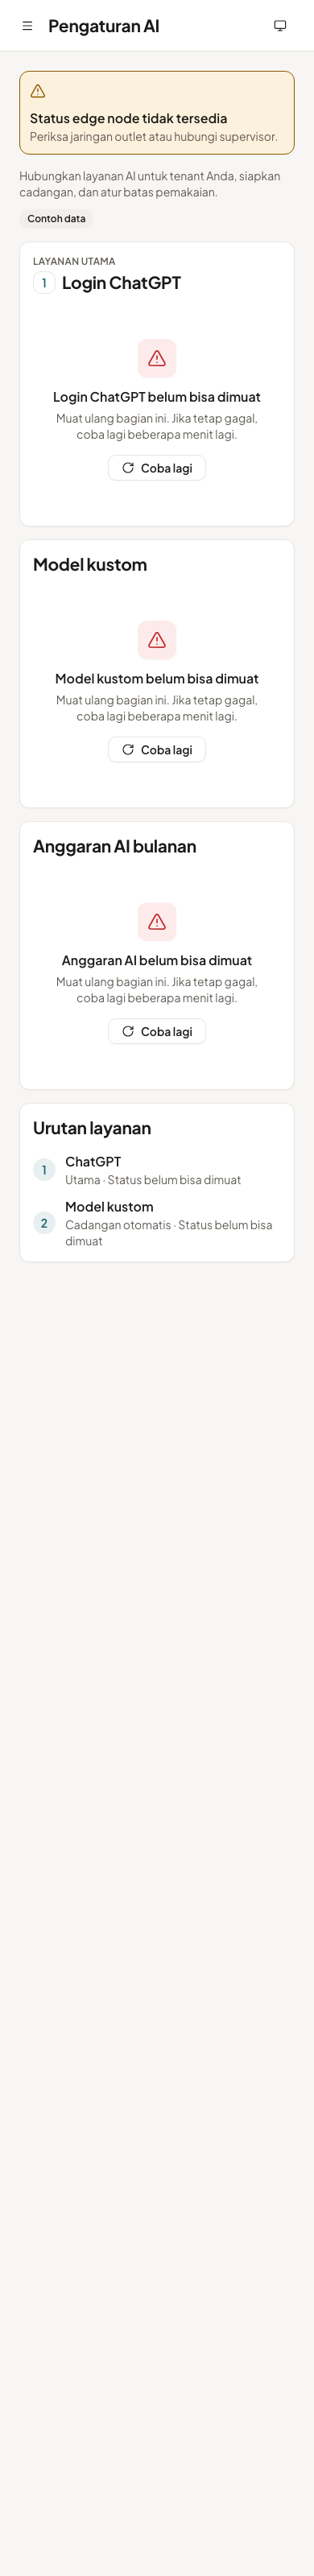 Pengaturan AI
Status edge node tidak tersedia
Periksa jaringan outlet atau hubungi supervisor.
Hubungkan layanan AI untuk tenant Anda, siapkan
cadangan, dan atur batas pemakaian.
Contoh data
LAYANAN UTAMA
1 Login ChatGPT
Login ChatGPT belum bisa dimuat
Muat ulang bagian ini. Jika tetap gagal,
coba lagi beberapa menit lagi.
Coba lagi
Model kustom
Model kustom belum bisa dimuat
Muat ulang bagian ini. Jika tetap gagal,
coba lagi beberapa menit lagi.
Coba lagi
Anggaran AI bulanan
Anggaran AI belum bisa dimuat
Muat ulang bagian ini. Jika tetap gagal,
coba lagi beberapa menit lagi.
Coba lagi
Urutan layanan
1 ChatGPT
Utama · Status belum bisa dimuat
2 Model kustom
Cadangan otomatis · Status belum bisa
dimuat